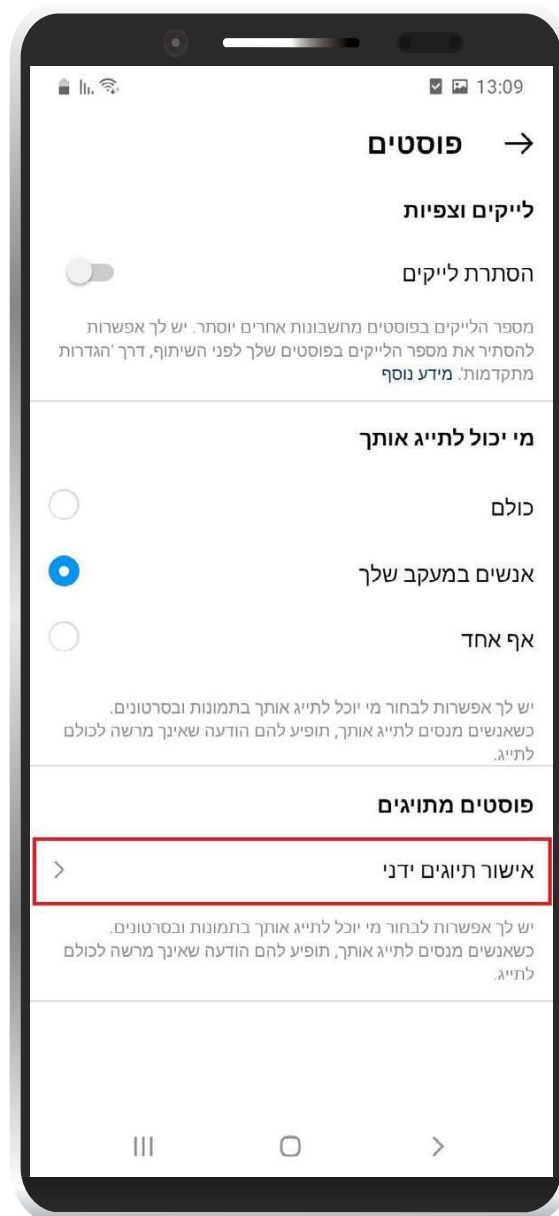 13:09
פוסטים
לייקים וצפיות
הסתרת לייקים
מספר הלייקים בפוסטים מחשבונות אחרים יוסתר. יש לך אפשרות
להסתיר את מספר הלייקים בפוסטים שלך לפני השיתוף, דרך 'הגדרות
מתקדמות'. מידע נוסף
מי יכול לתייג אותך
כולם
אנשים במעקב שלך
אף אחד
יש לך אפשרות לבחור מי יוכל לתייג אותך בתמונות ובסרטונים.
כשאנשים מנסים לתייג אותך, תופיע להם הודעה שאינך מרשה לכולם
לתייג.
פוסטים מתויגים
אישור תיוגים ידני
יש לך אפשרות לבחור מי יוכל לתייג אותך בתמונות ובסרטונים.
כשאנשים מנסים לתייג אותך, תופיע להם הודעה שאינך מרשה לכולם
לתייג.